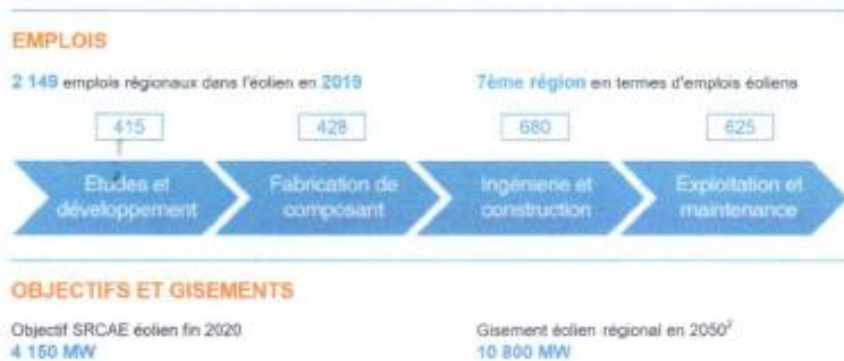 EMPLOIS
2 149 emplois régionaux dans l'éolien en 2019
7ème région en termes d'emplois éoliens
415 428 680 625
Etudes et développement
Fabrication de composant
Ingénierie et construction
Exploitation et maintenance
OBJECTIFS ET GISEMENTS
Objectif SRCAE éolien fin 2020
4 150 MW
Gisement éolien régional en 2050²
10 800 MW